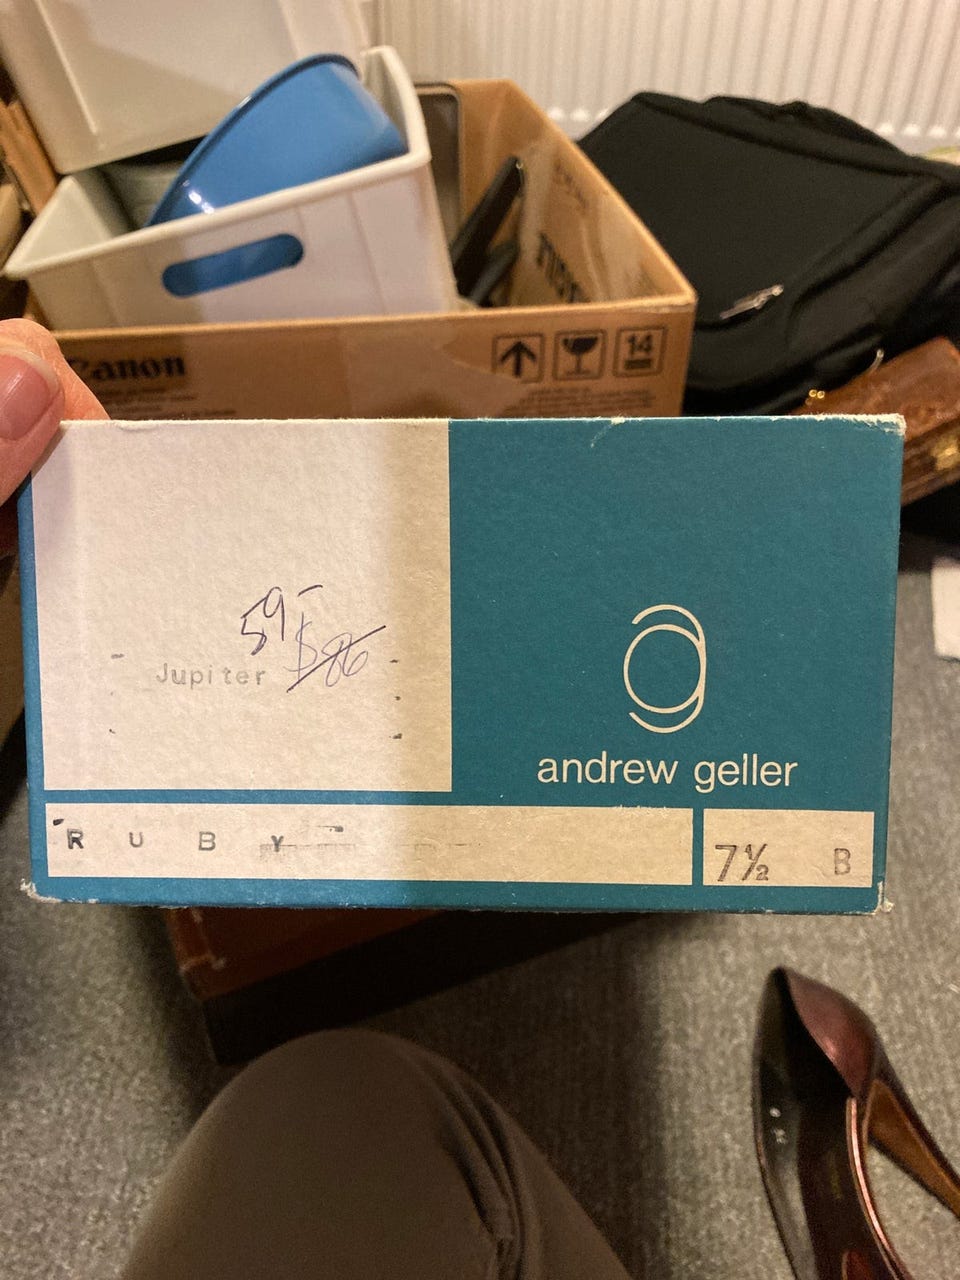 Canon
14
59-
Jupiter $86
andrew geller
RUBY
7½ B